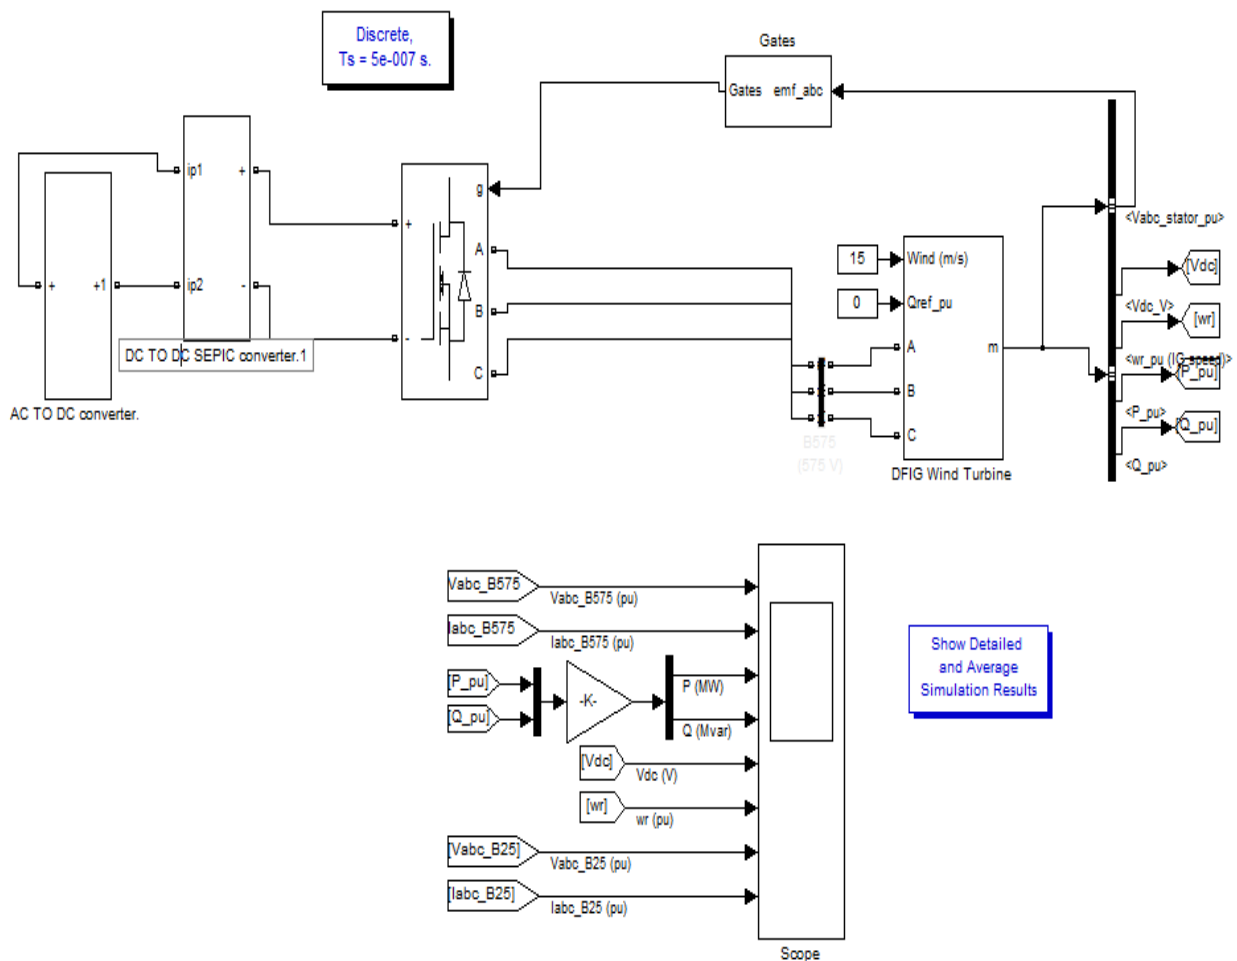 Discrete,
Ts = 5e-007 s.
Gates
Gates emf_abc
ip1 +
ip2 -
+ +1
DC TO DC SEPIC converter.1
AC TO DC converter.
g
+
A
B
-
C
15
Wind (m/s)
0
Qref_pu
A
B
C
m
B575
(575 V)
DFIG Wind Turbine
<Vabc_stator_pu>
[Vdc]
<Vdc_V>
[wr]
<wr_pu (IG speed)>
[P_pu]
<P_pu>
[Q_pu]
<Q_pu>
Vabc_B575
Vabc_B575 (pu)
Iabc_B575
Iabc_B575 (pu)
[P_pu]
[Q_pu]
-K-
P (MW)
Q (Mvar)
[Vdc]
Vdc (V)
[wr]
wr (pu)
[Vabc_B25]
Vabc_B25 (pu)
[Iabc_B25]
Iabc_B25 (pu)
Scope
Show Detailed
and Average
Simulation Results